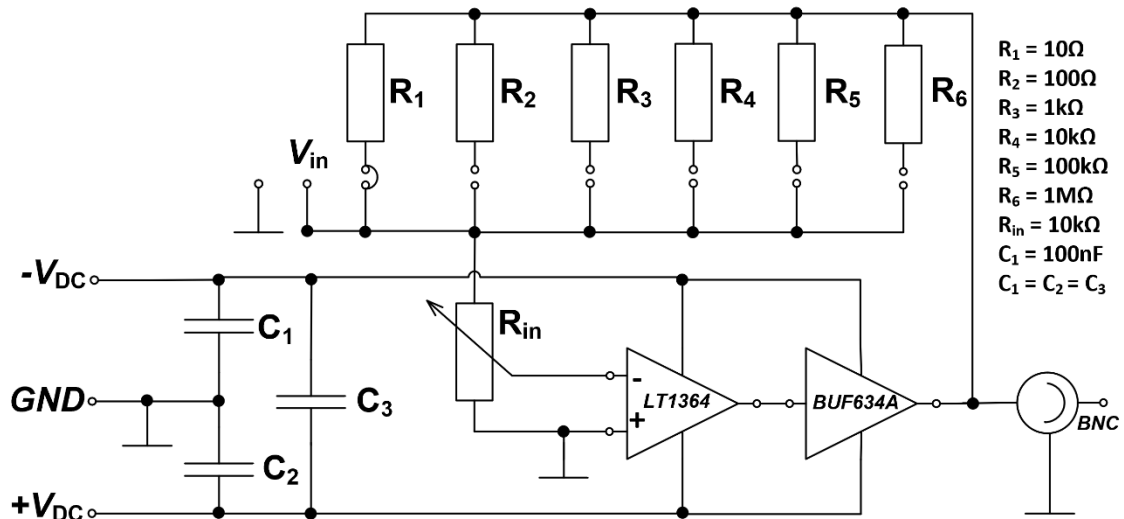 R1
R2
R3
R4
R5
R6
Vin
R1 = 10Ω
R2 = 100Ω
R3 = 1kΩ
R4 = 10kΩ
R5 = 100kΩ
R6 = 1MΩ
Rin = 10kΩ
C1 = 100nF
C1 = C2 = C3
-VDC
C1
Rin
GND
C3
-
+
LT1364
BUF634A
BNC
C2
+VDC